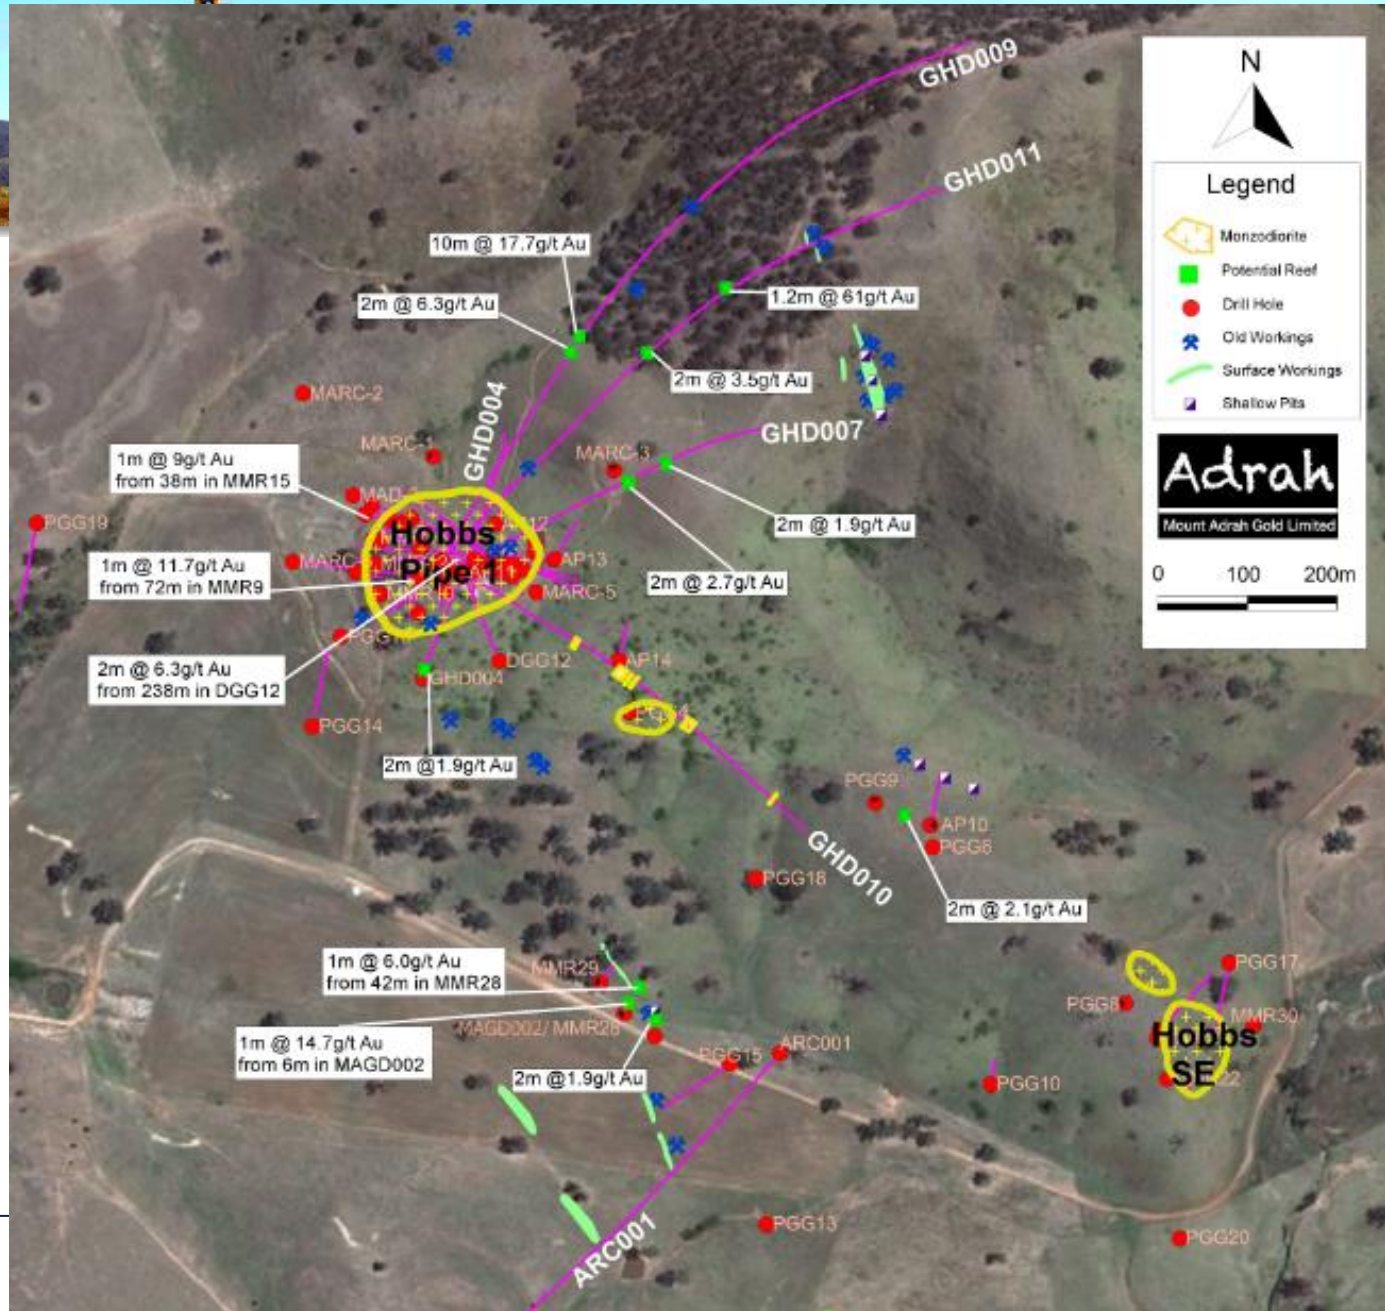 GHD009
N
GHD011
Legend
Monzodiorite
Potential Reef
Drill Hole
Old Workings
Surface Workings
Shallow Pits
Adrah
Mount Adrah Gold Limited
0 100 200m
10m @ 17.7g/t Au
2m @ 6.3g/t Au
1.2m @ 61g/t Au
2m @ 3.5g/t Au
MARC-2
GHD004
GHD007
MARC-1
MARC-3
1m @ 9g/t Au
from 38m in MMR15
2m @ 1.9g/t Au
PGG19
Hobbs
Pipe 1
AP13
1m @ 11.7g/t Au
from 72m in MMR9
2m @ 2.7g/t Au
MARC-5
2m @ 6.3g/t Au
from 238m in DGG12
DGG12
AP14
GHD004
PGG14
2m @1.9g/t Au
PGG9
AP10
GHD010
PGG18
2m @ 2.1g/t Au
1m @ 6.0g/t Au
from 42m in MMR28
MMR29
PGG17
PGG8
MAGD002/ MMR28
MMR30
Hobbs
SE
1m @ 14.7g/t Au
from 6m in MAGD002
ARC001
PGG15
2m @1.9g/t Au
PGG10
22
ARC001
PGG13
PGG20